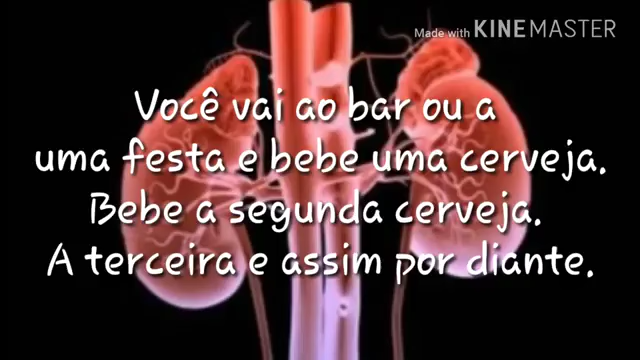 Made with KINEMASTER
Você vai ao bar ou a
uma festa e bebe uma cerveja.
Bebe a segunda cerveja.
A terceira e assim por diante.